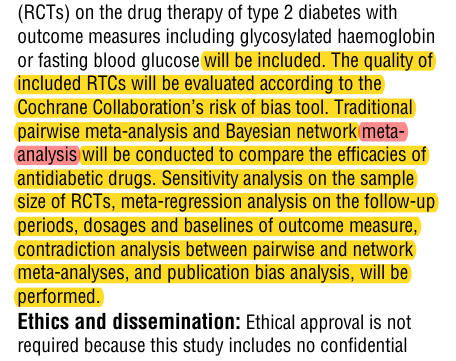 (RCTs) on the drug therapy of type 2 diabetes with
outcome measures including glycosylated haemoglobin
or fasting blood glucose will be included. The quality of
included RTCs will be evaluated according to the
Cochrane Collaboration's risk of bias tool. Traditional
pairwise meta-analysis and Bayesian network meta-
analysis will be conducted to compare the efficacies of
antidiabetic drugs. Sensitivity analysis on the sample
size of RCTs, meta-regression analysis on the follow-up
periods, dosages and baselines of outcome measure,
contradiction analysis between pairwise and network
meta-analyses, and publication bias analysis, will be
performed.
Ethics and dissemination: Ethical approval is not
required because this study includes no confidential